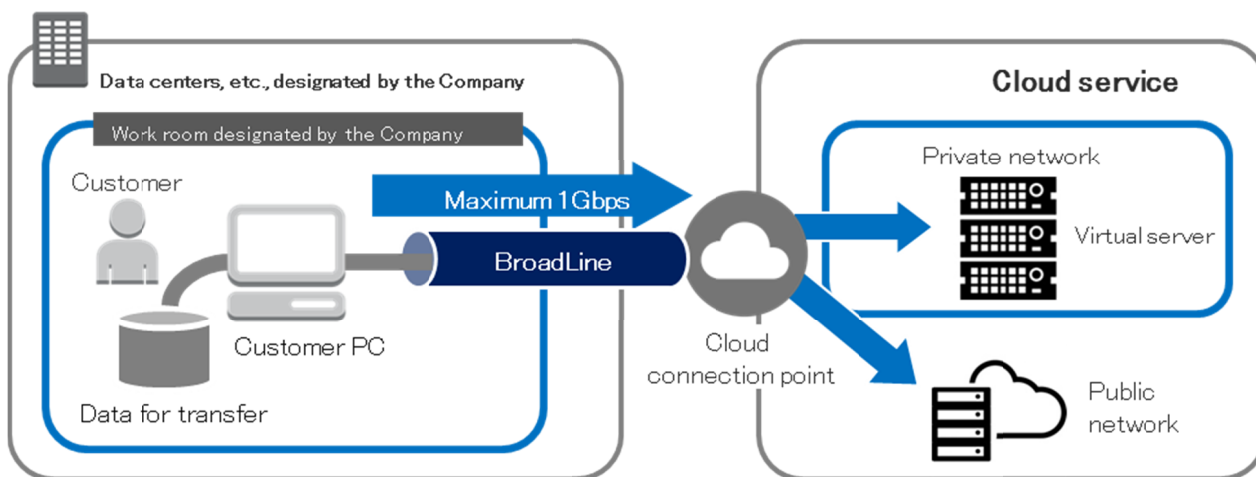 Data centers, etc., designated by the Company
Work room designated by the Company
Customer
Customer PC
Data for transfer
Maximum 1Gbps
BroadLine
Cloud
connection point
Cloud service
Private network
Virtual server
Public
network